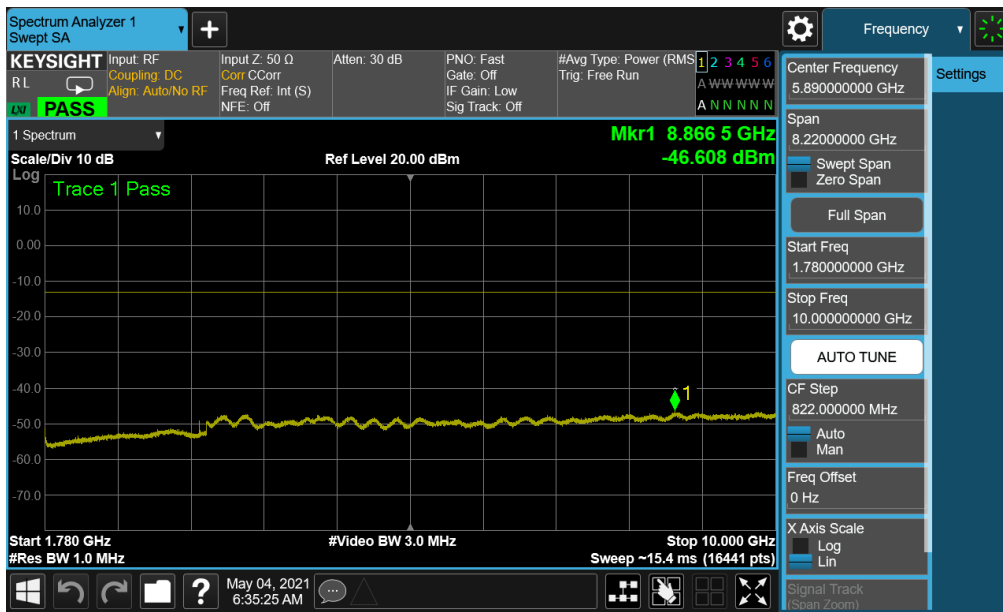 Spectrum Analyzer 1
Swept SA
Frequency
KEYSIGHT
R L
LXI
PASS
Input: RF
Coupling: DC
Align: Auto/No RF
Input Z: 50 Ω
Corr CCorr
Freq Ref: Int (S)
NFE: Off
Atten: 30 dB
PNO: Fast
Gate: Off
IF Gain: Low
Sig Track: Off
#Avg Type: Power (RMS
Trig: Free Run
1 2 3 4 5 6
A W W W W W
A N N N N N
1 Spectrum
Scale/Div 10 dB
Ref Level 20.00 dBm
Mkr1 8.866 5 GHz
-46.608 dBm
Log
Trace 1 Pass
10.0
0.00
-10.0
-20.0
-30.0
-40.0
-50.0
-60.0
-70.0
1
Start 1.780 GHz
#Res BW 1.0 MHz
#Video BW 3.0 MHz
Stop 10.000 GHz
Sweep ~15.4 ms (16441 pts)
May 04, 2021
6:35:25 AM
?
Center Frequency
5.890000000 GHz
Span
8.22000000 GHz
Swept Span
Zero Span
Full Span
Start Freq
1.780000000 GHz
Stop Freq
10.000000000 GHz
AUTO TUNE
CF Step
822.000000 MHz
Auto
Man
Freq Offset
0 Hz
X Axis Scale
Log
Lin
Signal Track
(Span Zoom)
Settings